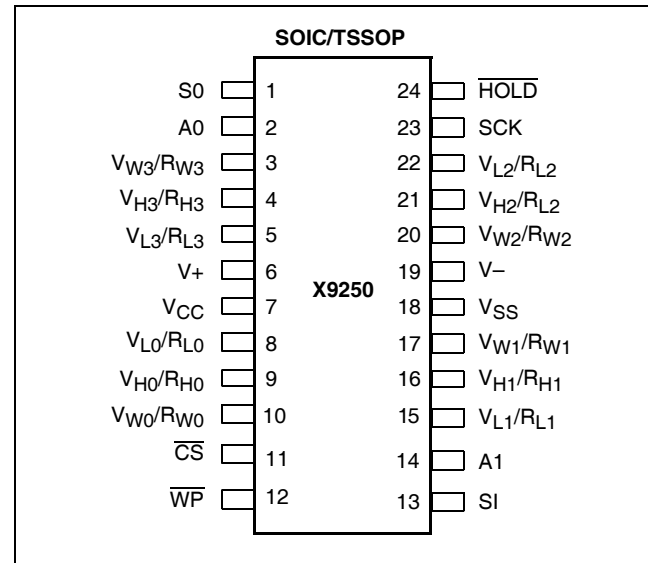 SOIC/TSSOP
S0 1 24 HOLD
A0 2 23 SCK
VW3/RW3 3 22 VL2/RL2
VH3/RH3 4 21 VH2/RL2
VL3/RL3 5 20 VW2/RW2
V+ 6 19 V–
X9250
VCC 7 18 VSS
VL0/RL0 8 17 VW1/RW1
VH0/RH0 9 16 VH1/RH1
VW0/RW0 10 15 VL1/RL1
CS 11 14 A1
WP 12 13 SI